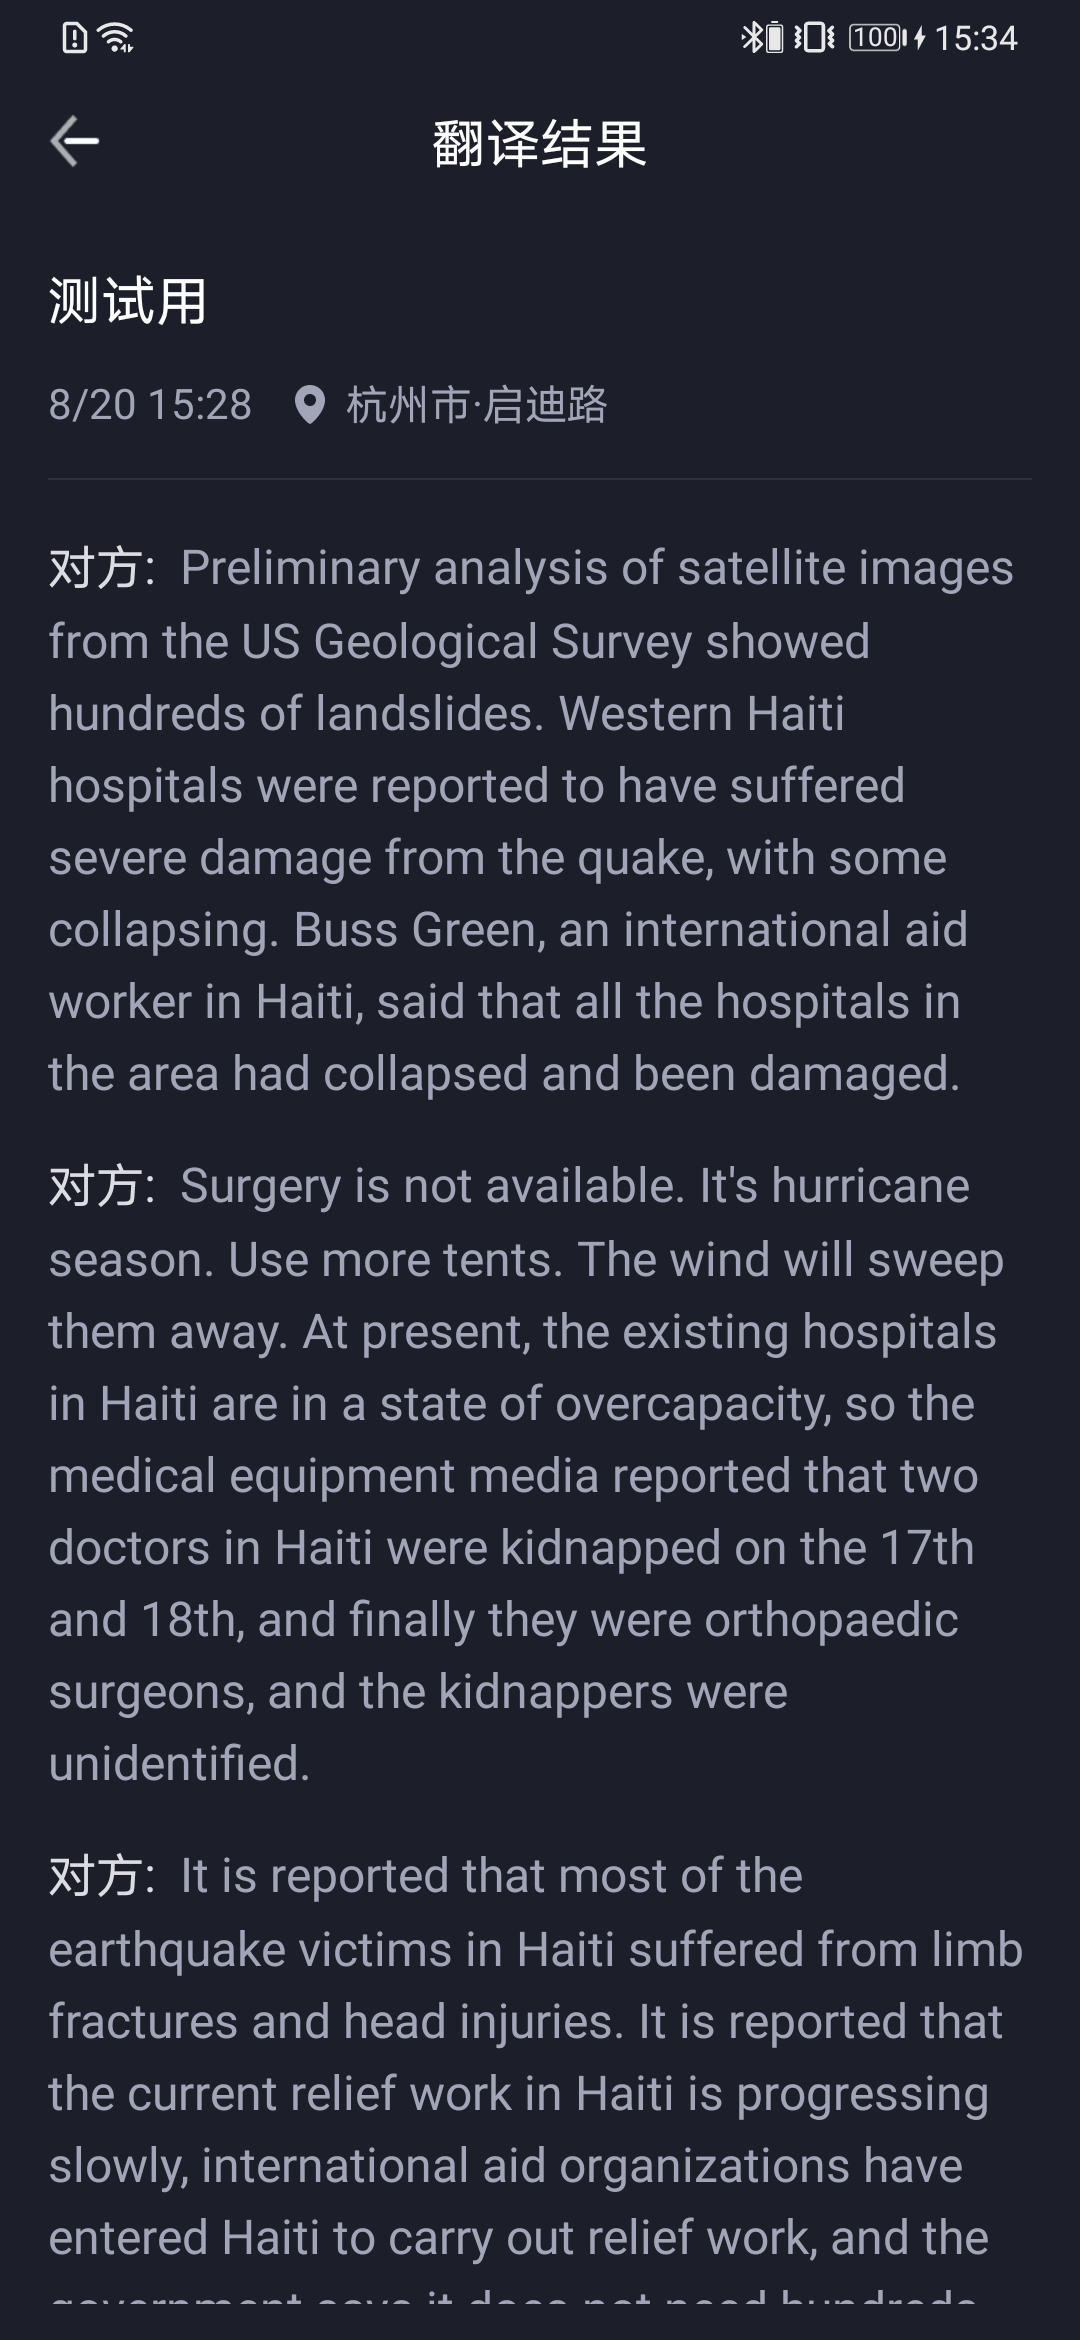 100 15:34
翻译结果
测试用
8/20 15:28 杭州市·启迪路
对方: Preliminary analysis of satellite images
from the US Geological Survey showed
hundreds of landslides. Western Haiti
hospitals were reported to have suffered
severe damage from the quake, with some
collapsing. Buss Green, an international aid
worker in Haiti, said that all the hospitals in
the area had collapsed and been damaged.
对方: Surgery is not available. It's hurricane
season. Use more tents. The wind will sweep
them away. At present, the existing hospitals
in Haiti are in a state of overcapacity, so the
medical equipment media reported that two
doctors in Haiti were kidnapped on the 17th
and 18th, and finally they were orthopaedic
surgeons, and the kidnappers were
unidentified.
对方: It is reported that most of the
earthquake victims in Haiti suffered from limb
fractures and head injuries. It is reported that
the current relief work in Haiti is progressing
slowly, international aid organizations have
entered Haiti to carry out relief work, and the
government says it does not need hundreds